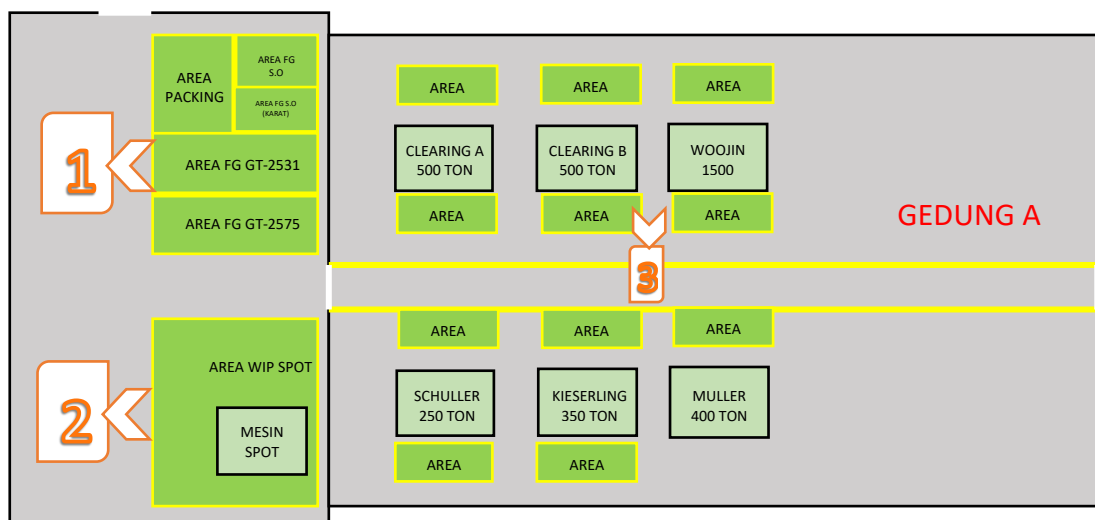 AREA
PACKING
AREA FG
S.O
AREA FG S.O
(KARAT)
1
AREA FG GT-2531
AREA FG GT-2575
AREA
AREA
AREA
CLEARING A
500 TON
CLEARING B
500 TON
WOOJIN
1500
AREA
AREA
AREA
GEDUNG A
3
AREA
AREA
AREA
2
AREA WIP SPOT
MESIN
SPOT
SCHULLER
250 TON
KIESERLING
350 TON
MULLER
400 TON
AREA
AREA